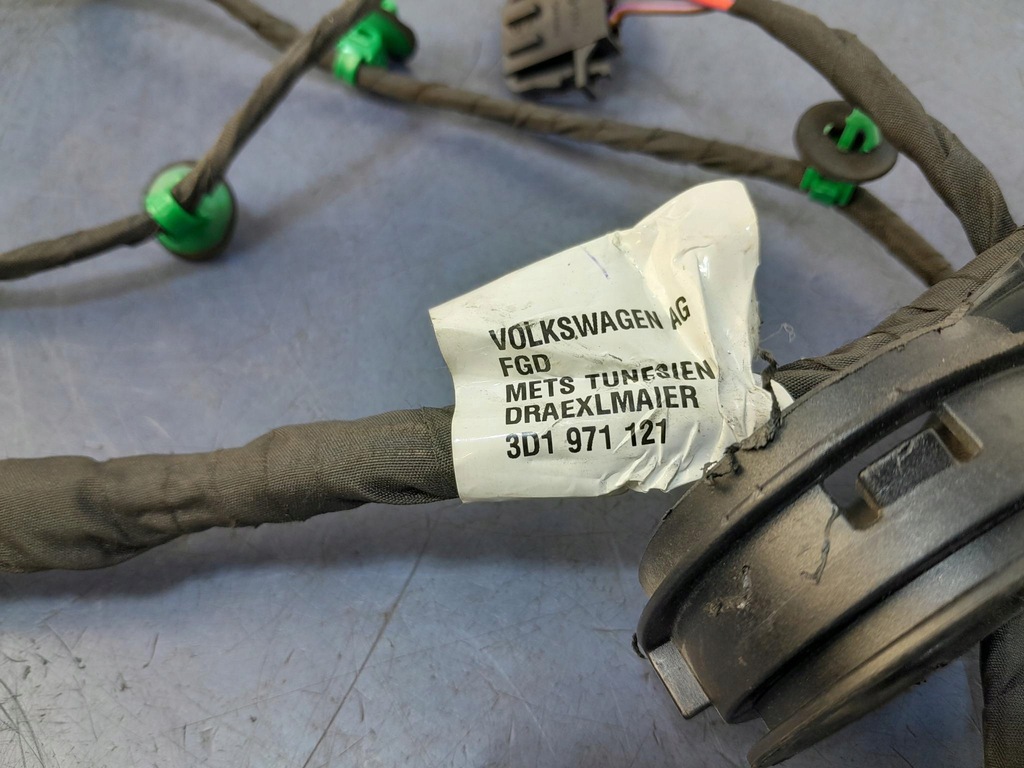 VOLKSWAGEN AG
FGD
METS TUNESIEN
DRAEXLMAIER
3D1 971 121